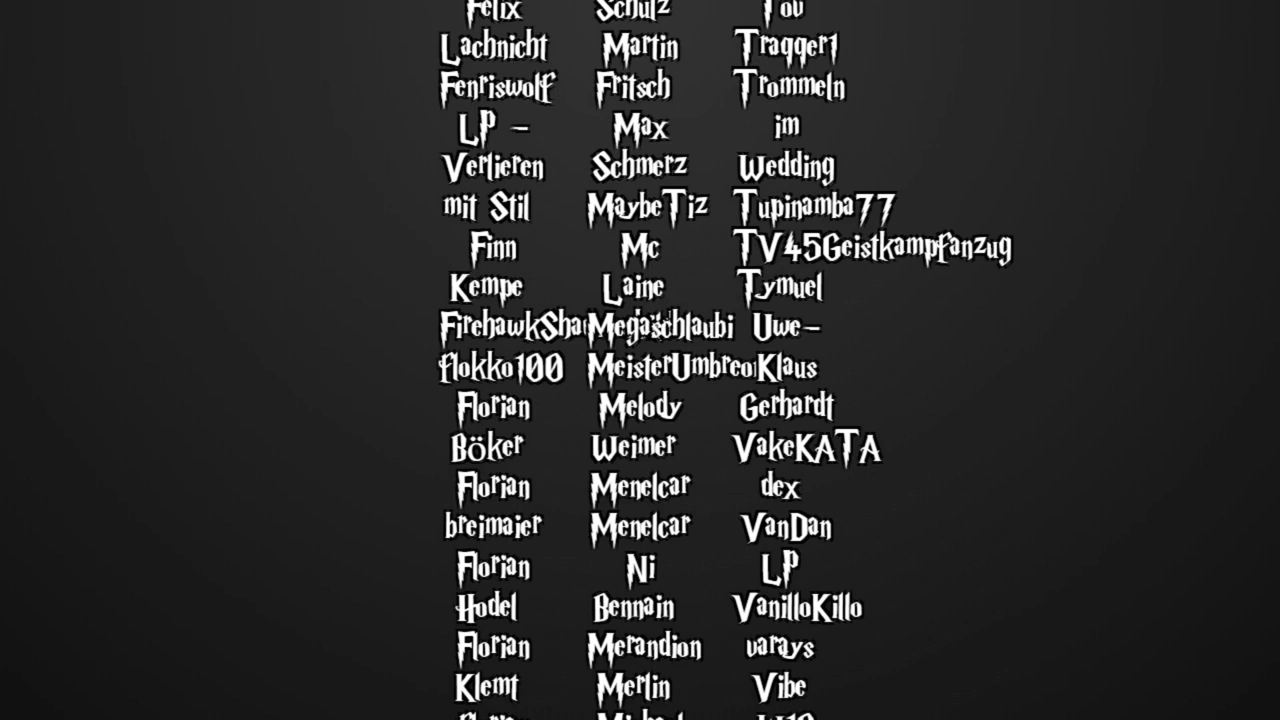 Felix Schulz Tov
Lachnicht Martin Tragger1
Fenriswolf Fritsch Trommeln
LP - Max im
Verlieren Schmerz Wedding
mit Stil MaybeTiz Tupinamba77
Finn Mc TV45Geistkampfanzug
Kempe Laine Tymuel
Megaschlaubi Uwe-
flokko100 Klaus
Florian Melody Gerhardt
Böker Weimer VakeKATA
Florian Menelcar dex
breimaier Menelcar VanDan
Florian Ni LP
Hodel Bennain VanilloKillo
Florian Merandion varays
Klemt Merlin Vibe